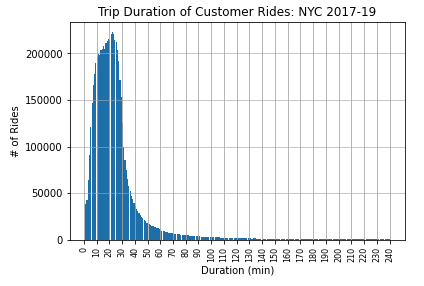 Trip Duration of Customer Rides: NYC 2017-19
# of Rides
200000
150000
100000
50000
0
0 10 20 30 40 50 60 70 80 90 100 110 120 130 140 150 160 170 180 190 200 210 220 230 240
Duration (min)